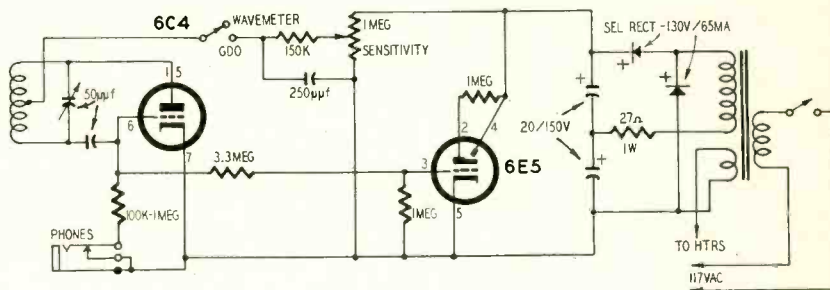 6C4
WAVEMETER
GDO
150K
250μμf
1MEG
SENSITIVITY
SEL RECT -130V/65MA
+
+
1 5
50μμf
6
7
1MEG
2
4
+
20/150V
+
27Ω
1W
3.3MEG
3
6E5
5
100K-1MEG
1MEG
PHONES
TO HTRS
117VAC